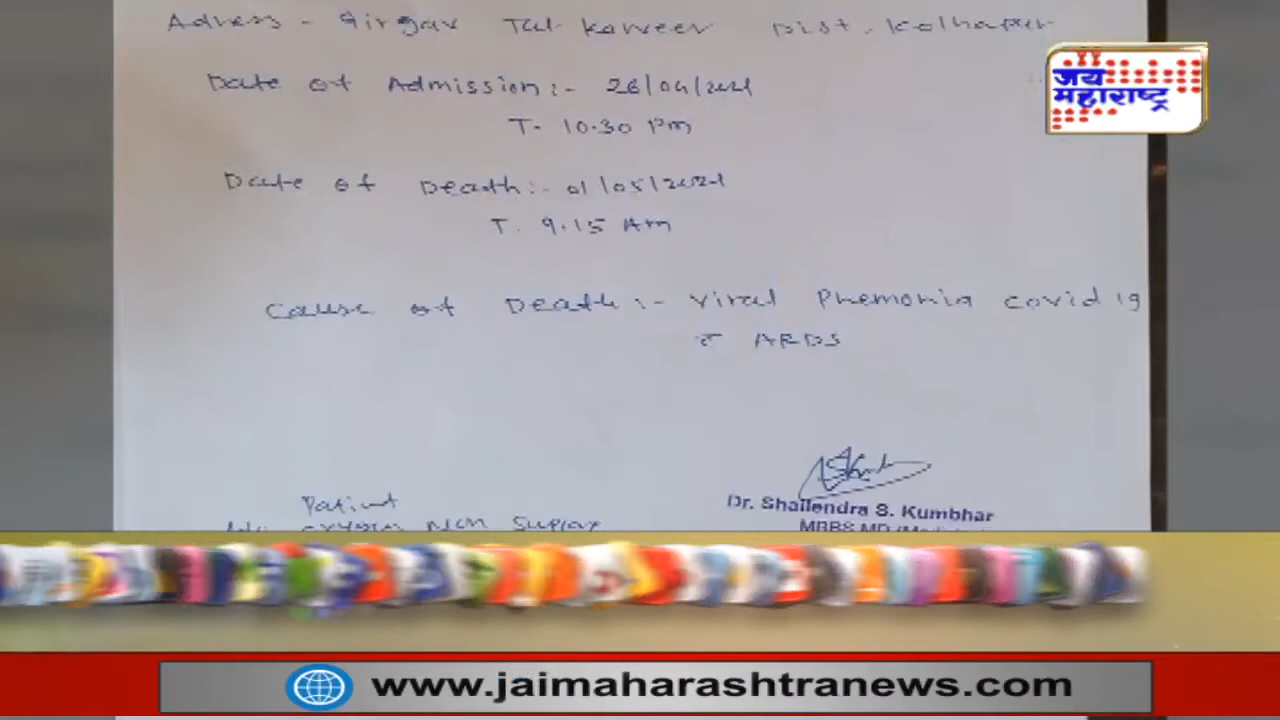 Adress - Girgav Tal- Karveer Dist. Kolhapur
जय
महाराष्ट्र
Date of Admission :- 26/04/2021
T. 10.30 Pm
Date of Death :- 01/05/2021
T. 9.15 Am
Cause of Death :- Viral Phemonia covid 19
c̄ ARDS
Dr. Shailendra S. Kumbhar
Patient
MBBS MD
www.jaimaharashtranews.com